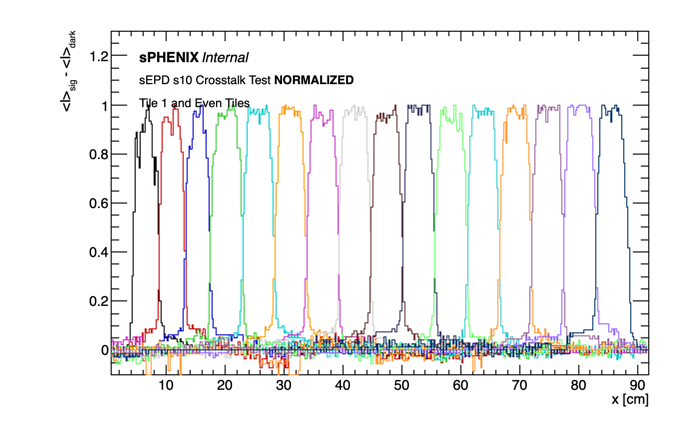 <I>sig - <I>dark
sPHENIX Internal
sEPD s10 Crosstalk Test NORMALIZED
Tile 1 and Even Tiles
1.2
1
0.8
0.6
0.4
0.2
0
10 20 30 40 50 60 70 80 90
x [cm]